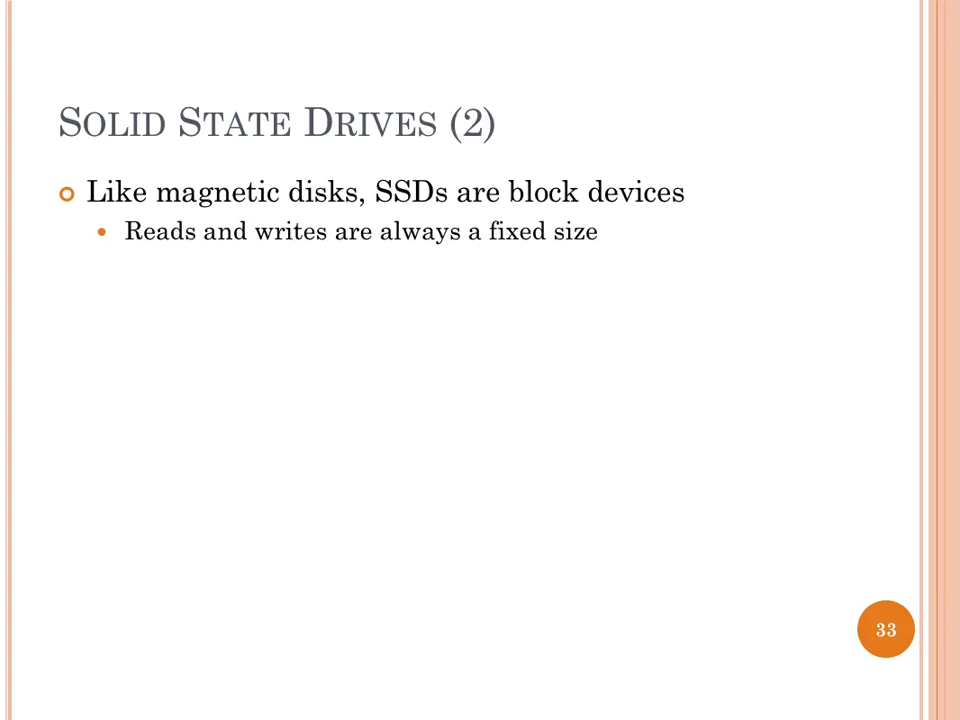 SOLID STATE DRIVES (2)
Like magnetic disks, SSDs are block devices
Reads and writes are always a fixed size
33